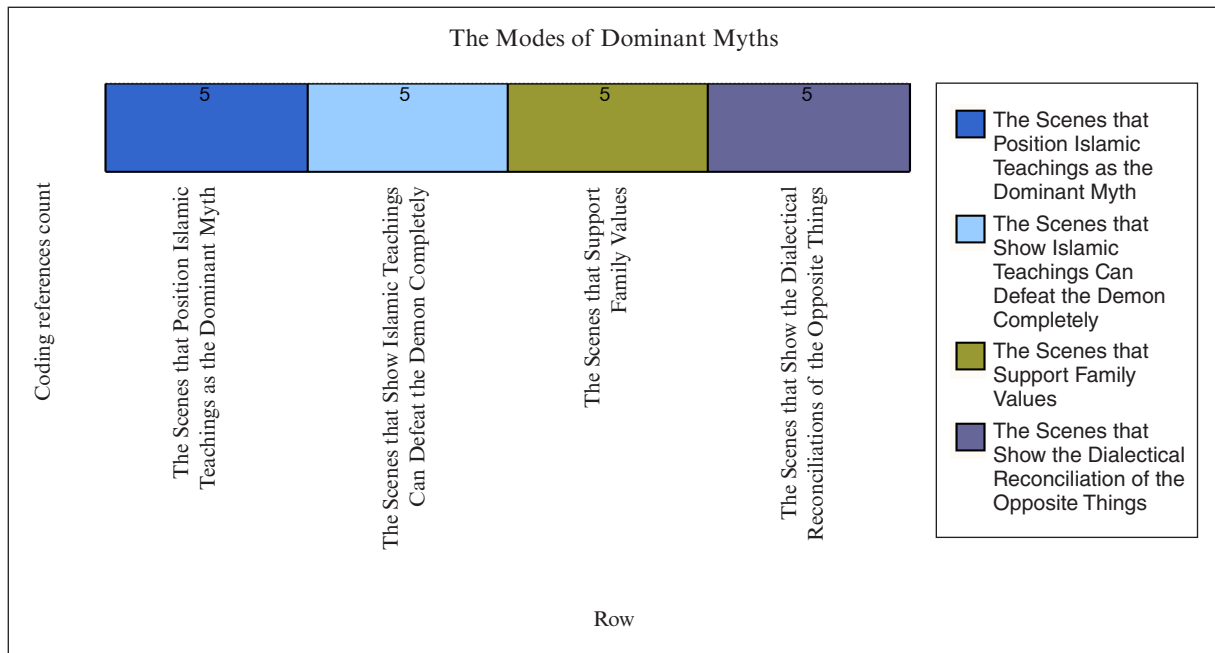 The Modes of Dominant Myths
5
5
5
5
Coding references count
The Scenes that Position Islamic
Teachings as the Dominant Myth
The Scenes that Show Islamic Teachings
Can Defeat the Demon Completely
The Scenes that Support
Family Values
The Scenes that Show the Dialectical
Reconciliations of the Opposite Things
Row
The Scenes that
Position Islamic
Teachings as the
Dominant Myth
The Scenes that
Show Islamic
Teachings Can
Defeat the Demon
Completely
The Scenes that
Support Family
Values
The Scenes that
Show the Dialectical
Reconciliation of the
Opposite Things